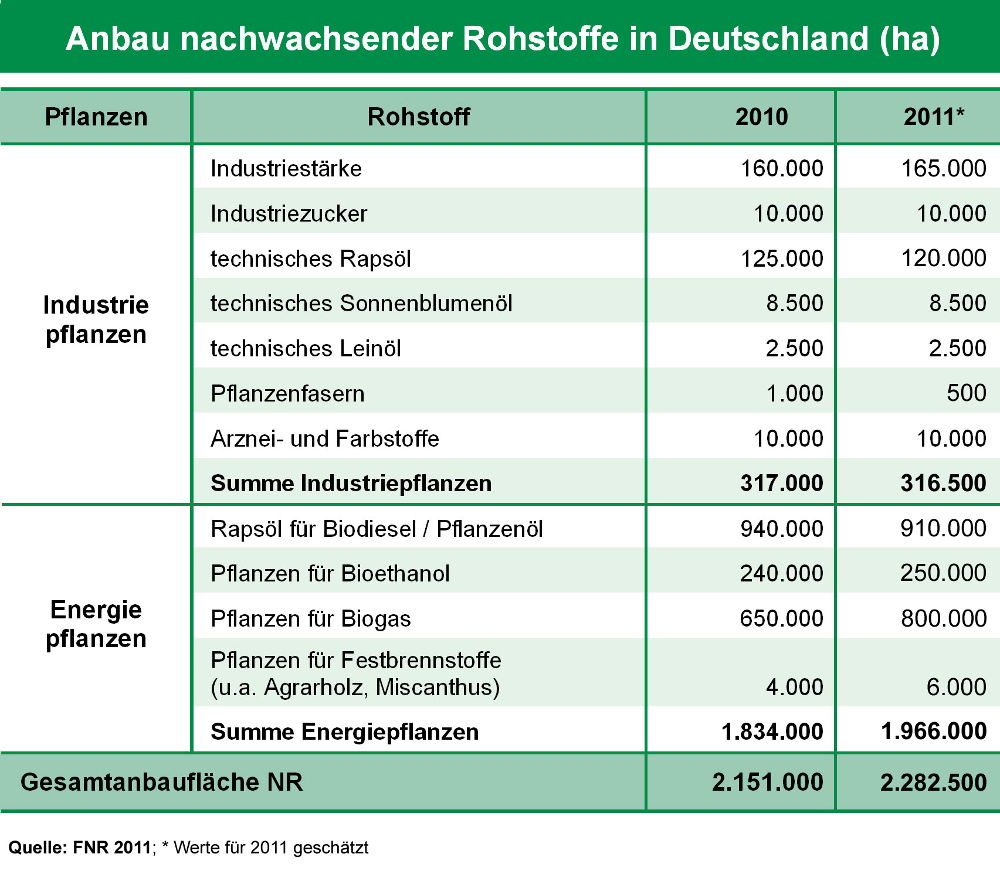 Anbau nachwachsender Rohstoffe in Deutschland (ha)
Pflanzen Rohstoff 2010 2011*
Industriestärke 160.000 165.000
Industriezucker 10.000 10.000
technisches Rapsöl 125.000 120.000
technisches Sonnenblumenöl 8.500 8.500
Industrie
pflanzen
technisches Leinöl 2.500 2.500
Pflanzenfasern 1.000 500
Arznei- und Farbstoffe 10.000 10.000
Summe Industriepflanzen 317.000 316.500
Rapsöl für Biodiesel / Pflanzenöl 940.000 910.000
Pflanzen für Bioethanol 240.000 250.000
Energie
pflanzen
Pflanzen für Biogas 650.000 800.000
Pflanzen für Festbrennstoffe
(u.a. Agrarholz, Miscanthus) 4.000 6.000
Summe Energiepflanzen 1.834.000 1.966.000
Gesamtanbaufläche NR 2.151.000 2.282.500
Quelle: FNR 2011; * Werte für 2011 geschätzt